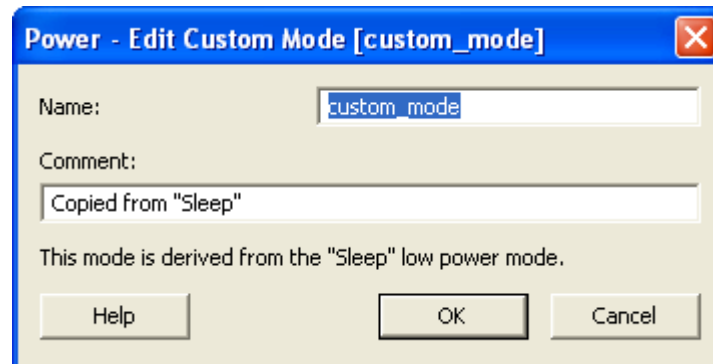 Power - Edit Custom Mode [custom_mode]
Name: custom_mode
Comment:
Copied from "Sleep"
This mode is derived from the "Sleep" low power mode.
Help OK Cancel